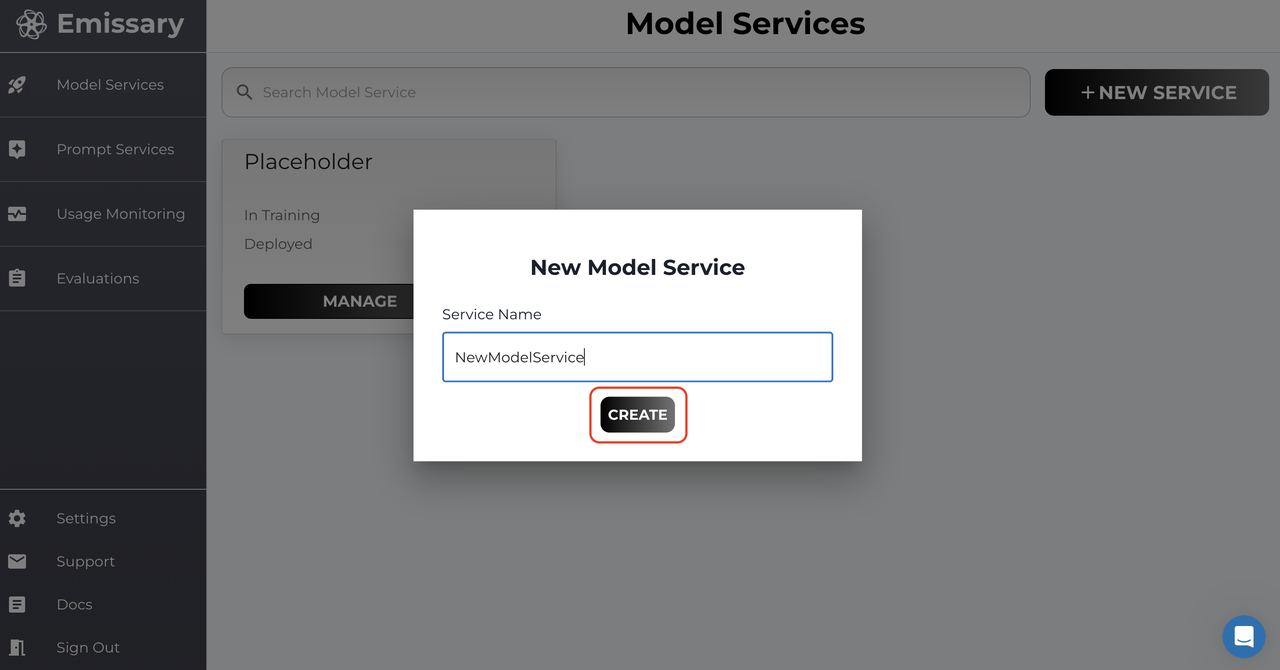 Emissary
Model Services
Model Services
Prompt Services
Usage Monitoring
Evaluations
Settings
Support
Docs
Sign Out
Search Model Service
+ NEW SERVICE
Placeholder
In Training
Deployed
MANAGE
New Model Service
Service Name
NewModelService
CREATE